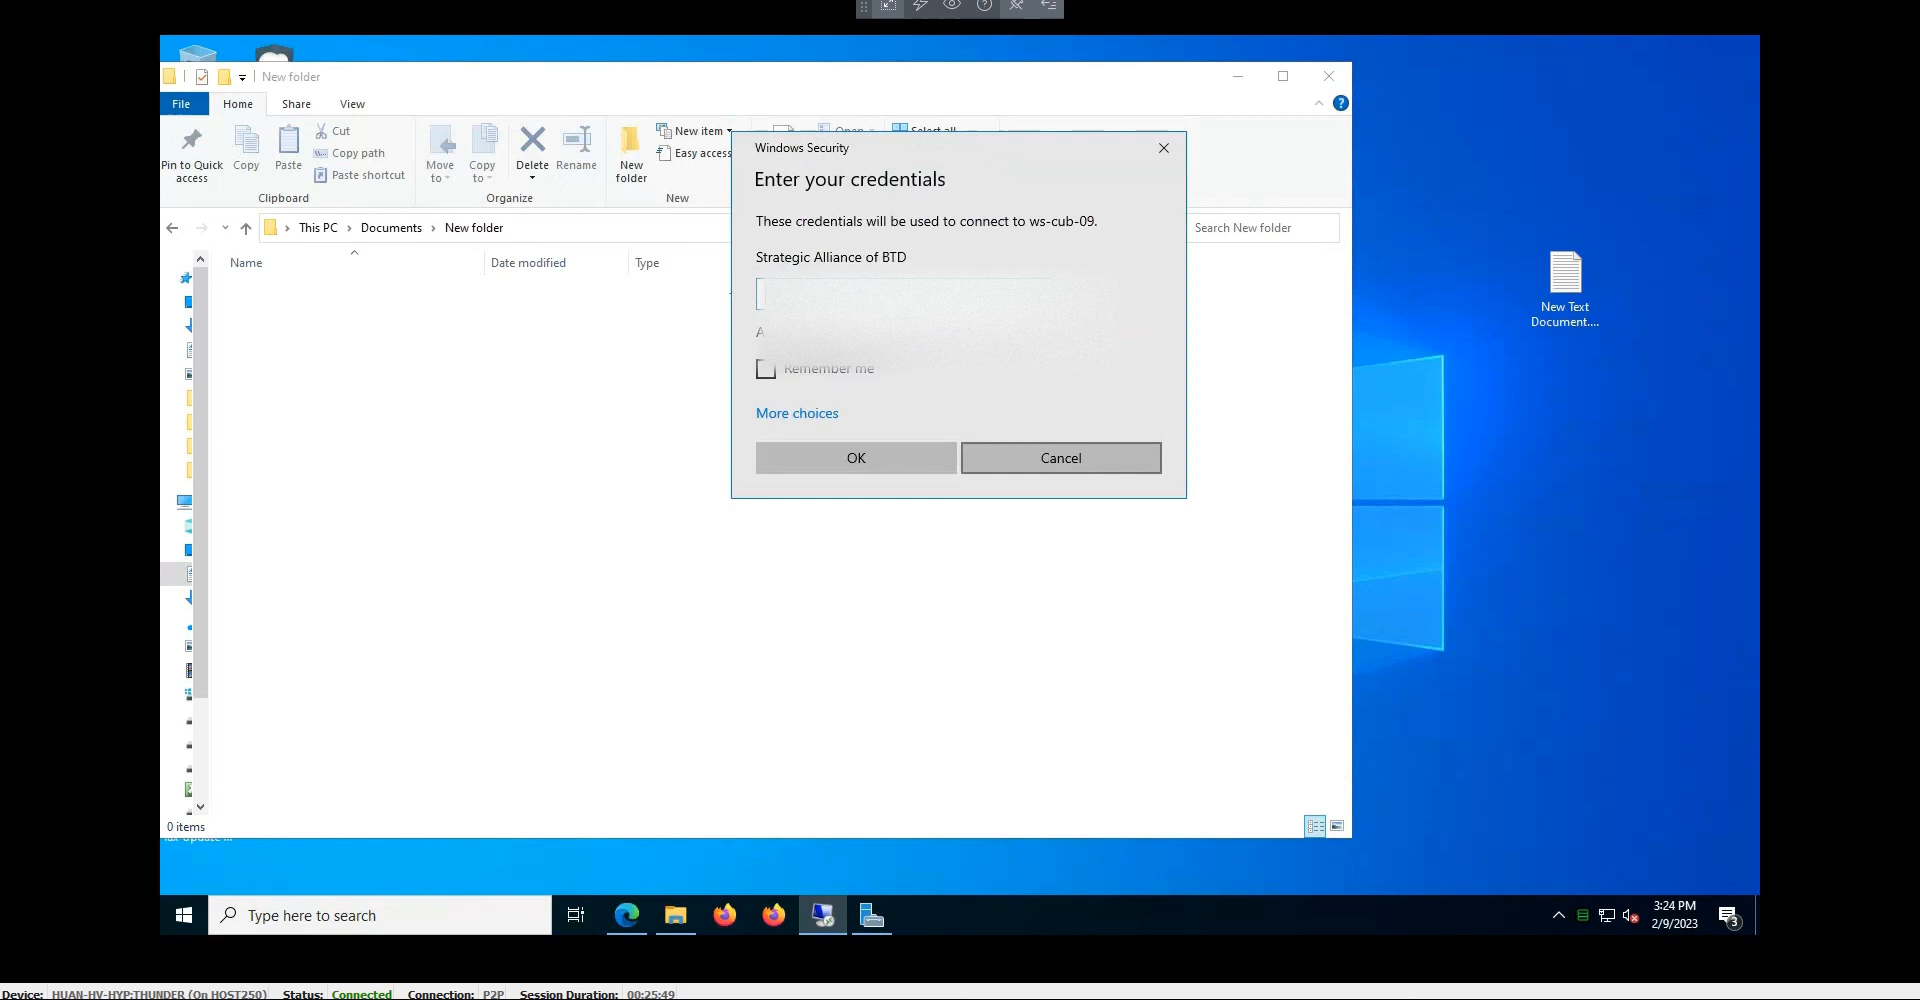 New folder
File
Home
Share
View
Pin to Quick
access
Copy
Paste
Cut
Copy path
Paste shortcut
Clipboard
Move
to
Copy
to
Delete
Rename
Organize
New
folder
New item
Easy access
New
Open
Select all
This PC
Documents
New folder
Search New folder
Name
Date modified
Type
Windows Security
Enter your credentials
These credentials will be used to connect to ws-cub-09.
Strategic Alliance of BTD
Remember me
More choices
OK
Cancel
New Text
Document....
0 items
Type here to search
3:24 PM
2/9/2023
3
Device: HUAN-HV-HYP:THUNDER (On HOST250) Status: Connected Connection: P2P Session Duration: 00:25:49